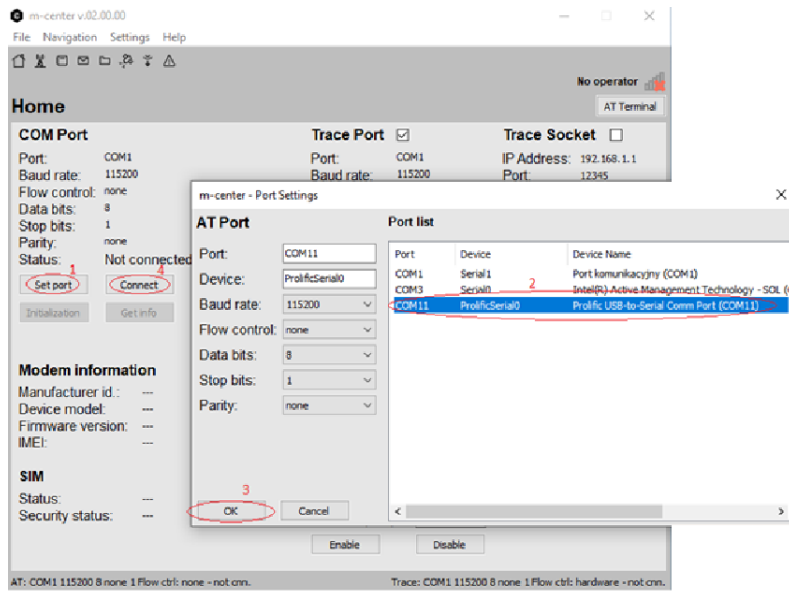 m-center v.02.00.00
File Navigation Settings Help
No operator
Home
AT Terminal
COM Port
Port: COM1
Baud rate: 115200
Flow control: none
Data bits: 8
Stop bits: 1
Parity: none
Status: Not connected
1
4
Set port
Connect
Initialization
Get info
Trace Port
Port: COM1
Baud rate: 115200
Trace Socket
IP Address: 192.168.1.1
Port: 12345
Modem information
Manufacturer id.: ---
Device model: ---
Firmware version: ---
IMEI: ---
SIM
Status: ---
Security status: ---
m-center - Port Settings
AT Port
Port: COM11
Device: ProlificSerial0
Baud rate: 115200
Flow control: none
Data bits: 8
Stop bits: 1
Parity: none
3
OK
Cancel
Port list
Port Device Device Name
COM1 Serial1 Port komunikacyjny (COM1)
2
COM3 Serial0 Intel(R) Active Management Technology - SOL (
COM11 ProlificSerial0 Prolific USB-to-Serial Comm Port (COM11)
Enable
Disable
AT: COM1 115200 8 none 1 Flow ctrl: none - not cnn.
Trace: COM1 115200 8 none 1 Flow ctrl: hardware - not cnn.